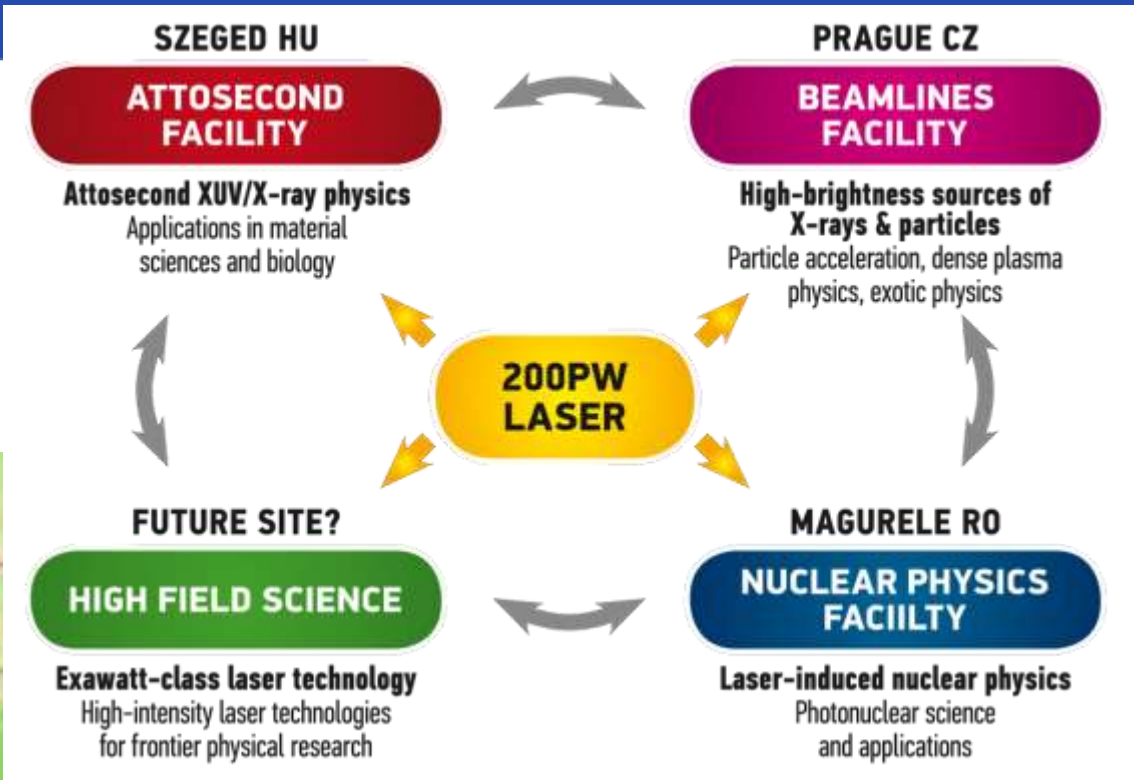 SZEGED HU
ATTOSECOND
FACILITY
Attosecond XUV/X-ray physics
Applications in material
sciences and biology
PRAGUE CZ
BEAMLINES
FACILITY
High-brightness sources of
X-rays & particles
Particle acceleration, dense plasma
physics, exotic physics
200PW
LASER
FUTURE SITE?
HIGH FIELD SCIENCE
Exawatt-class laser technology
High-intensity laser technologies
for frontier physical research
MAGURELE RO
NUCLEAR PHYSICS
FACIILTY
Laser-induced nuclear physics
Photonuclear science
and applications